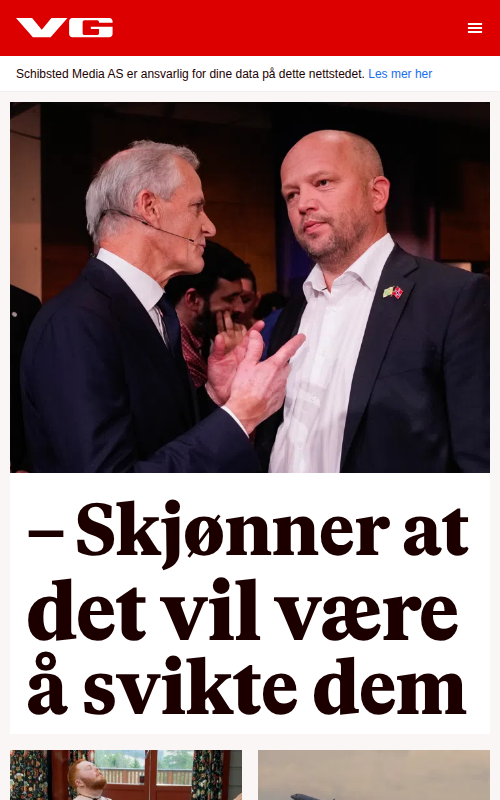 VG
Schibsted Media AS er ansvarlig for dine data på dette nettstedet. Les mer her
– Skjønner at
det vil være
å svikte dem